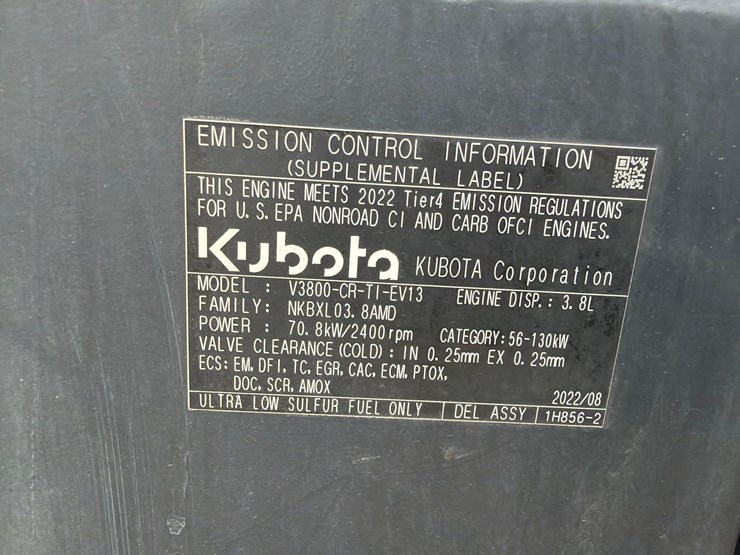 EMISSION CONTROL INFORMATION
(SUPPLEMENTAL LABEL)
THIS ENGINE MEETS 2022 Tier4 EMISSION REGULATIONS
FOR U.S. EPA NONROAD CI AND CARB OFCI ENGINES.
Kubota KUBOTA Corporation
MODEL : V3800-CR-TI-EV13 ENGINE DISP.: 3.8L
FAMILY: NKBXL03.8AMD
POWER : 70.8kW/2400rpm CATEGORY:56-130kW
VALVE CLEARANCE(COLD): IN 0.25mm EX 0.25mm
ECS: EM, DFI, TC, EGR, CAC, ECM, PTOX,
DOC, SCR, AMOX
2022/08
ULTRA LOW SULFUR FUEL ONLY DEL ASSY 1H856-2